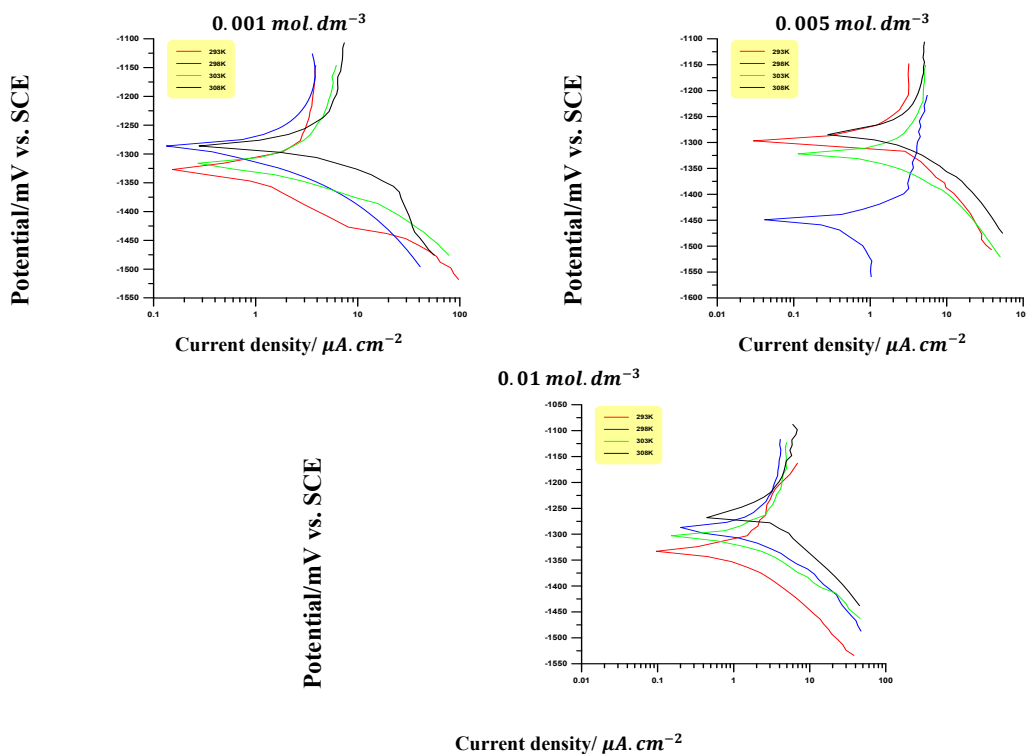 0.001 mol.dm⁻³
Potential/mV vs. SCE
-1100
-1150
-1200
-1250
-1300
-1350
-1400
-1450
-1500
-1550
293K
298K
303K
308K
0.1
1
10
100
Current density/ μA.cm⁻²
0.005 mol.dm⁻³
Potential/mV vs. SCE
-1100
-1150
-1200
-1250
-1300
-1350
-1400
-1450
-1500
-1550
-1600
293K
298K
303K
308K
0.01
0.1
1
10
Current density/ μA.cm⁻²
0.01 mol.dm⁻³
Potential/mV vs. SCE
-1050
-1100
-1150
-1200
-1250
-1300
-1350
-1400
-1450
-1500
-1550
293K
298K
303K
308K
0.01
0.1
1
10
100
Current density/ μA.cm⁻²